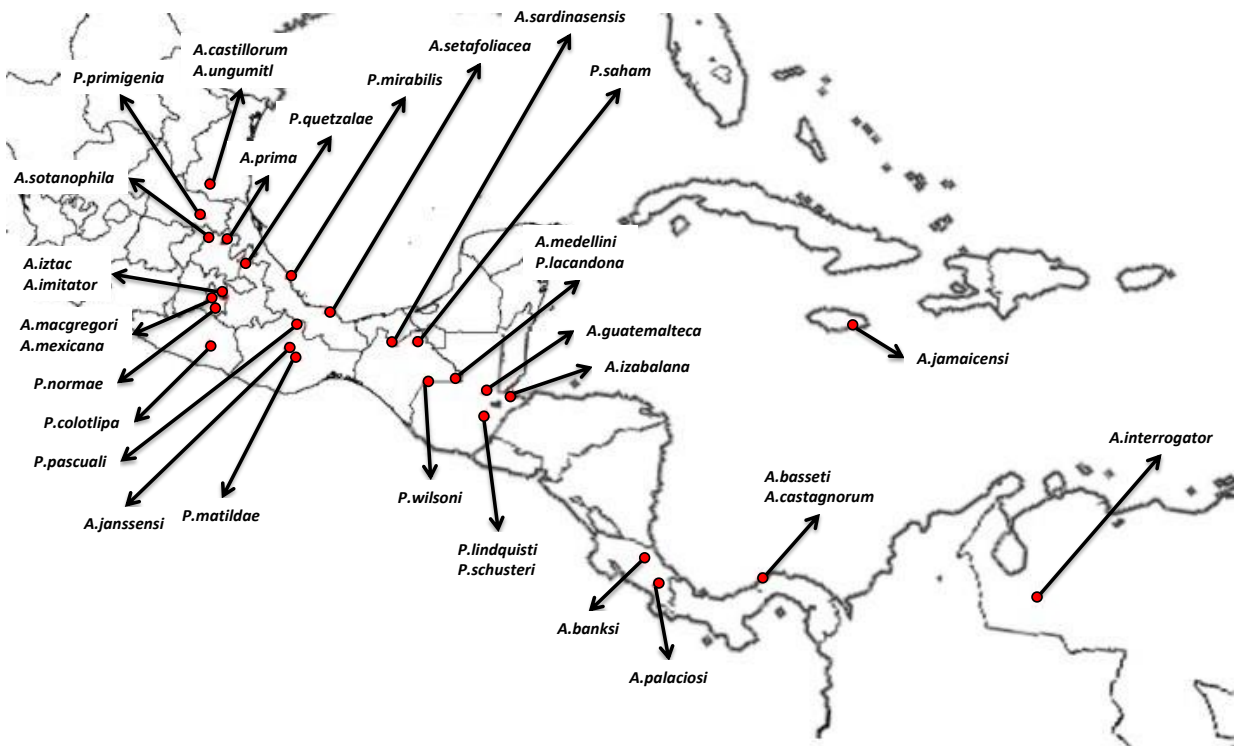 A.sardinasensis
A.setafoliacea
A.castillorum
A.ungumitl
P.primigenia
P.mirabilis
P.saham
P.quetzalae
A.prima
A.sotanophila
A.medellini
P.lacandona
A.iztac
A.imitator
A.macgregori
A.mexicana
A.guatemalteca
A.jamaicensi
A.izabalana
P.normae
P.colotlipa
P.pascuali
A.interrogator
A.janssensi
P.matildae
P.wilsoni
A.basseti
A.castagnorum
P.lindquisti
P.schusteri
A.banksi
A.palaciosi